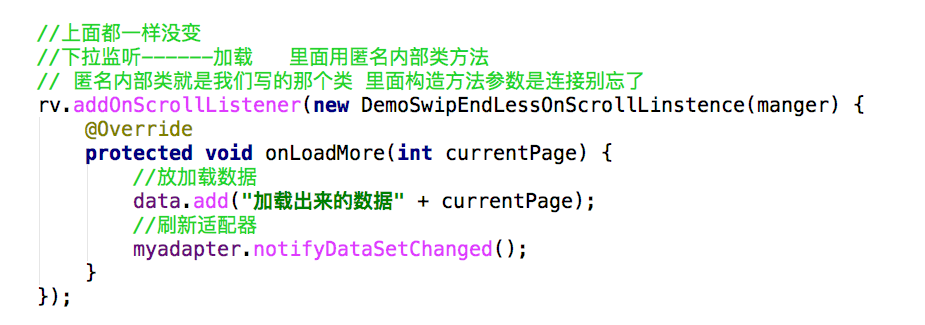 //上面都一样没变
//下拉监听------加载   里面用匿名内部类方法
// 匿名内部类就是我们写的那个类 里面构造方法参数是连接别忘了
rv.addOnScrollListener(new DemoSwipEndLessOnScrollLinstence(manger) {
    @Override
    protected void onLoadMore(int currentPage) {
        //放加载数据
        data.add("加载出来的数据" + currentPage);
        //刷新适配器
        myadapter.notifyDataSetChanged();
    }
});